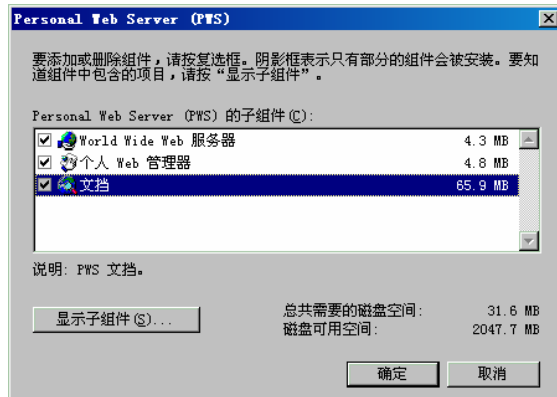 Personal Web Server (PWS)
要添加或删除组件，请按复选框。阴影框表示只有部分的组件会被安装。要知
道组件中包含的项目，请按“显示子组件”。
Personal Web Server (PWS) 的子组件(C):
World Wide Web 服务器 4.3 MB
个人 Web 管理器 4.8 MB
文档 65.9 MB
说明: PWS 文档。
显示子组件(S)...
总共需要的磁盘空间: 31.6 MB
磁盘可用空间: 2047.7 MB
确定 取消